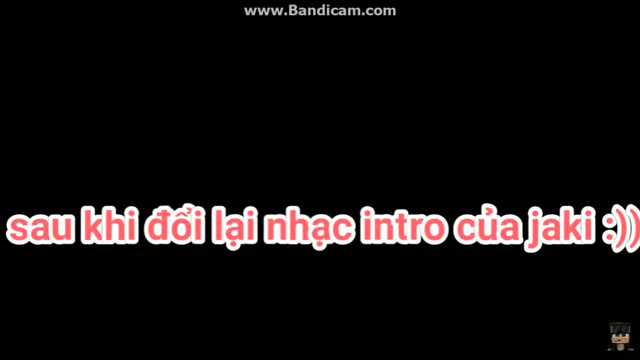 www.Bandicam.com
sau khi đổi lại nhạc intro của jaki :))